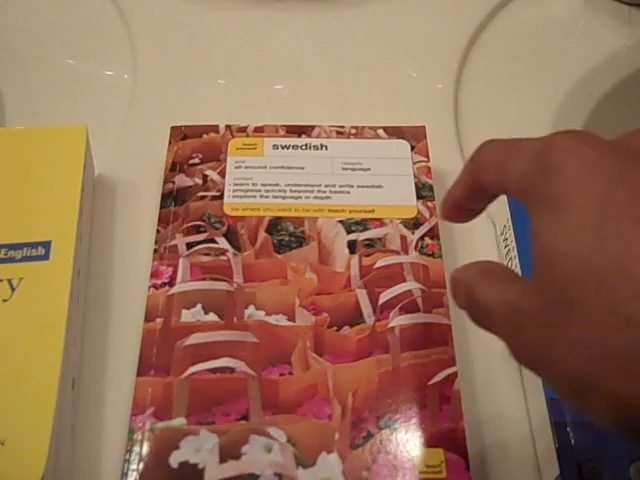 teach
yourself
swedish
goal
all-around confidence
category
language
content
• learn to speak, understand and write swedish
• progress quickly beyond the basics
• explore the language in depth
be where you want to be with teach yourself
English
ry
teach
yourself